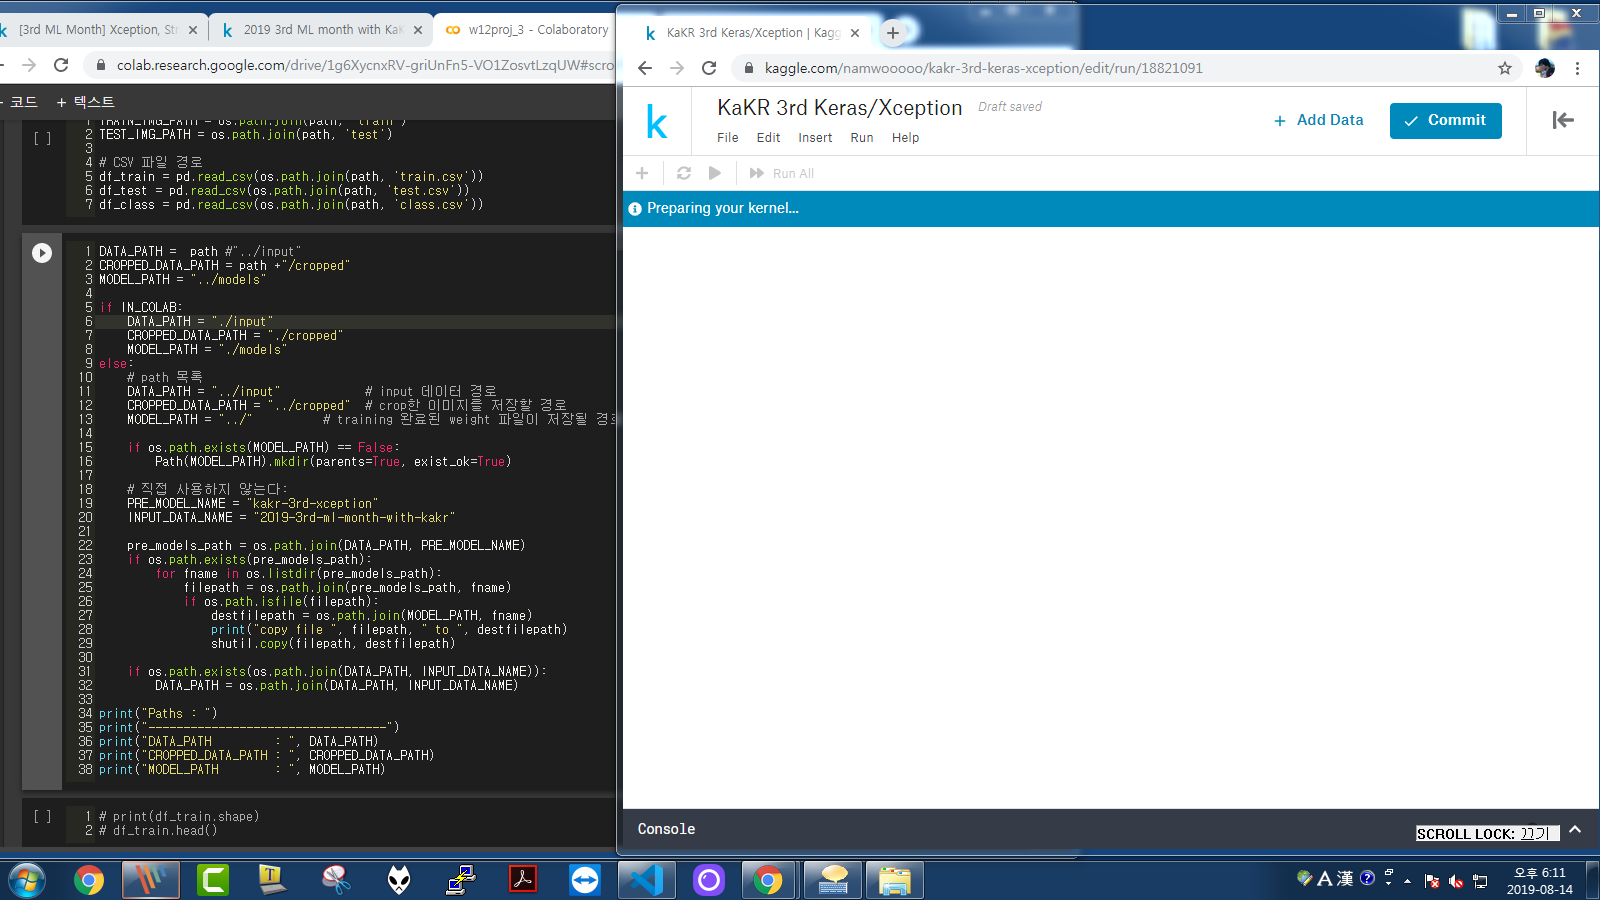 [3rd ML Month] Xception, Str
2019 3rd ML month with KaK
w12proj_3 - Colaboratory
colab.research.google.com/drive/1g6XycnxRV-griUnFn5-VO1ZosvtLzqUW#scro
코드 + 텍스트
[ ]
1 TRAIN_IMG_PATH = os.path.join(path, 'train')
2 TEST_IMG_PATH = os.path.join(path, 'test')
3
4 # CSV 파일 경로
5 df_train = pd.read_csv(os.path.join(path, 'train.csv'))
6 df_test = pd.read_csv(os.path.join(path, 'test.csv'))
7 df_class = pd.read_csv(os.path.join(path, 'class.csv'))
1 DATA_PATH =  path #"../input"
2 CROPPED_DATA_PATH = path +"/cropped"
3 MODEL_PATH = "../models"
4
5 if IN_COLAB:
6     DATA_PATH = "./input"
7     CROPPED_DATA_PATH = "./cropped"
8     MODEL_PATH = "./models"
9 else:
10     # path 목록
11     DATA_PATH = "../input"            # input 데이터 경로
12     CROPPED_DATA_PATH = "../cropped"  # crop한 이미지를 저장할 경로
13     MODEL_PATH = "../"          # training 완료된 weight 파일이 저장될 경로
14
15     if os.path.exists(MODEL_PATH) == False:
16         Path(MODEL_PATH).mkdir(parents=True, exist_ok=True)
17
18     # 직접 사용하지 않는다:
19     PRE_MODEL_NAME = "kakr-3rd-xception"
20     INPUT_DATA_NAME = "2019-3rd-ml-month-with-kakr"
21
22     pre_models_path = os.path.join(DATA_PATH, PRE_MODEL_NAME)
23     if os.path.exists(pre_models_path):
24         for fname in os.listdir(pre_models_path):
25             filepath = os.path.join(pre_models_path, fname)
26             if os.path.isfile(filepath):
27                 destfilepath = os.path.join(MODEL_PATH, fname)
28                 print("copy file ", filepath, " to ", destfilepath)
29                 shutil.copy(filepath, destfilepath)
30
31     if os.path.exists(os.path.join(DATA_PATH, INPUT_DATA_NAME)):
32         DATA_PATH = os.path.join(DATA_PATH, INPUT_DATA_NAME)
33
34 print("Paths : ")
35 print("----------------------------------")
36 print("DATA_PATH         : ", DATA_PATH)
37 print("CROPPED_DATA_PATH : ", CROPPED_DATA_PATH)
38 print("MODEL_PATH        : ", MODEL_PATH)
[ ]
1 # print(df_train.shape)
2 # df_train.head()
KaKR 3rd Keras/Xception | Kagg
kaggle.com/namwooooo/kakr-3rd-keras-xception/edit/run/18821091
k
KaKR 3rd Keras/Xception Draft saved
File Edit Insert Run Help
+ Add Data
Commit
Run All
Preparing your kernel...
Console
SCROLL LOCK: 끄기
A 漢
오후 6:11
2019-08-14